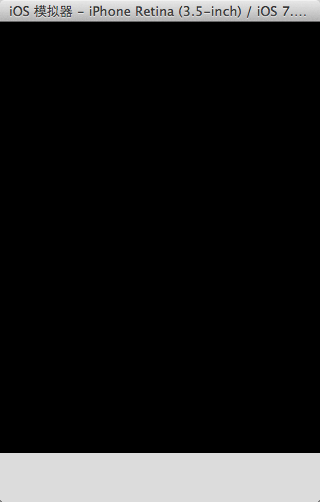 iOS 模拟器 – iPhone Retina (3.5-inch) / iOS 7....